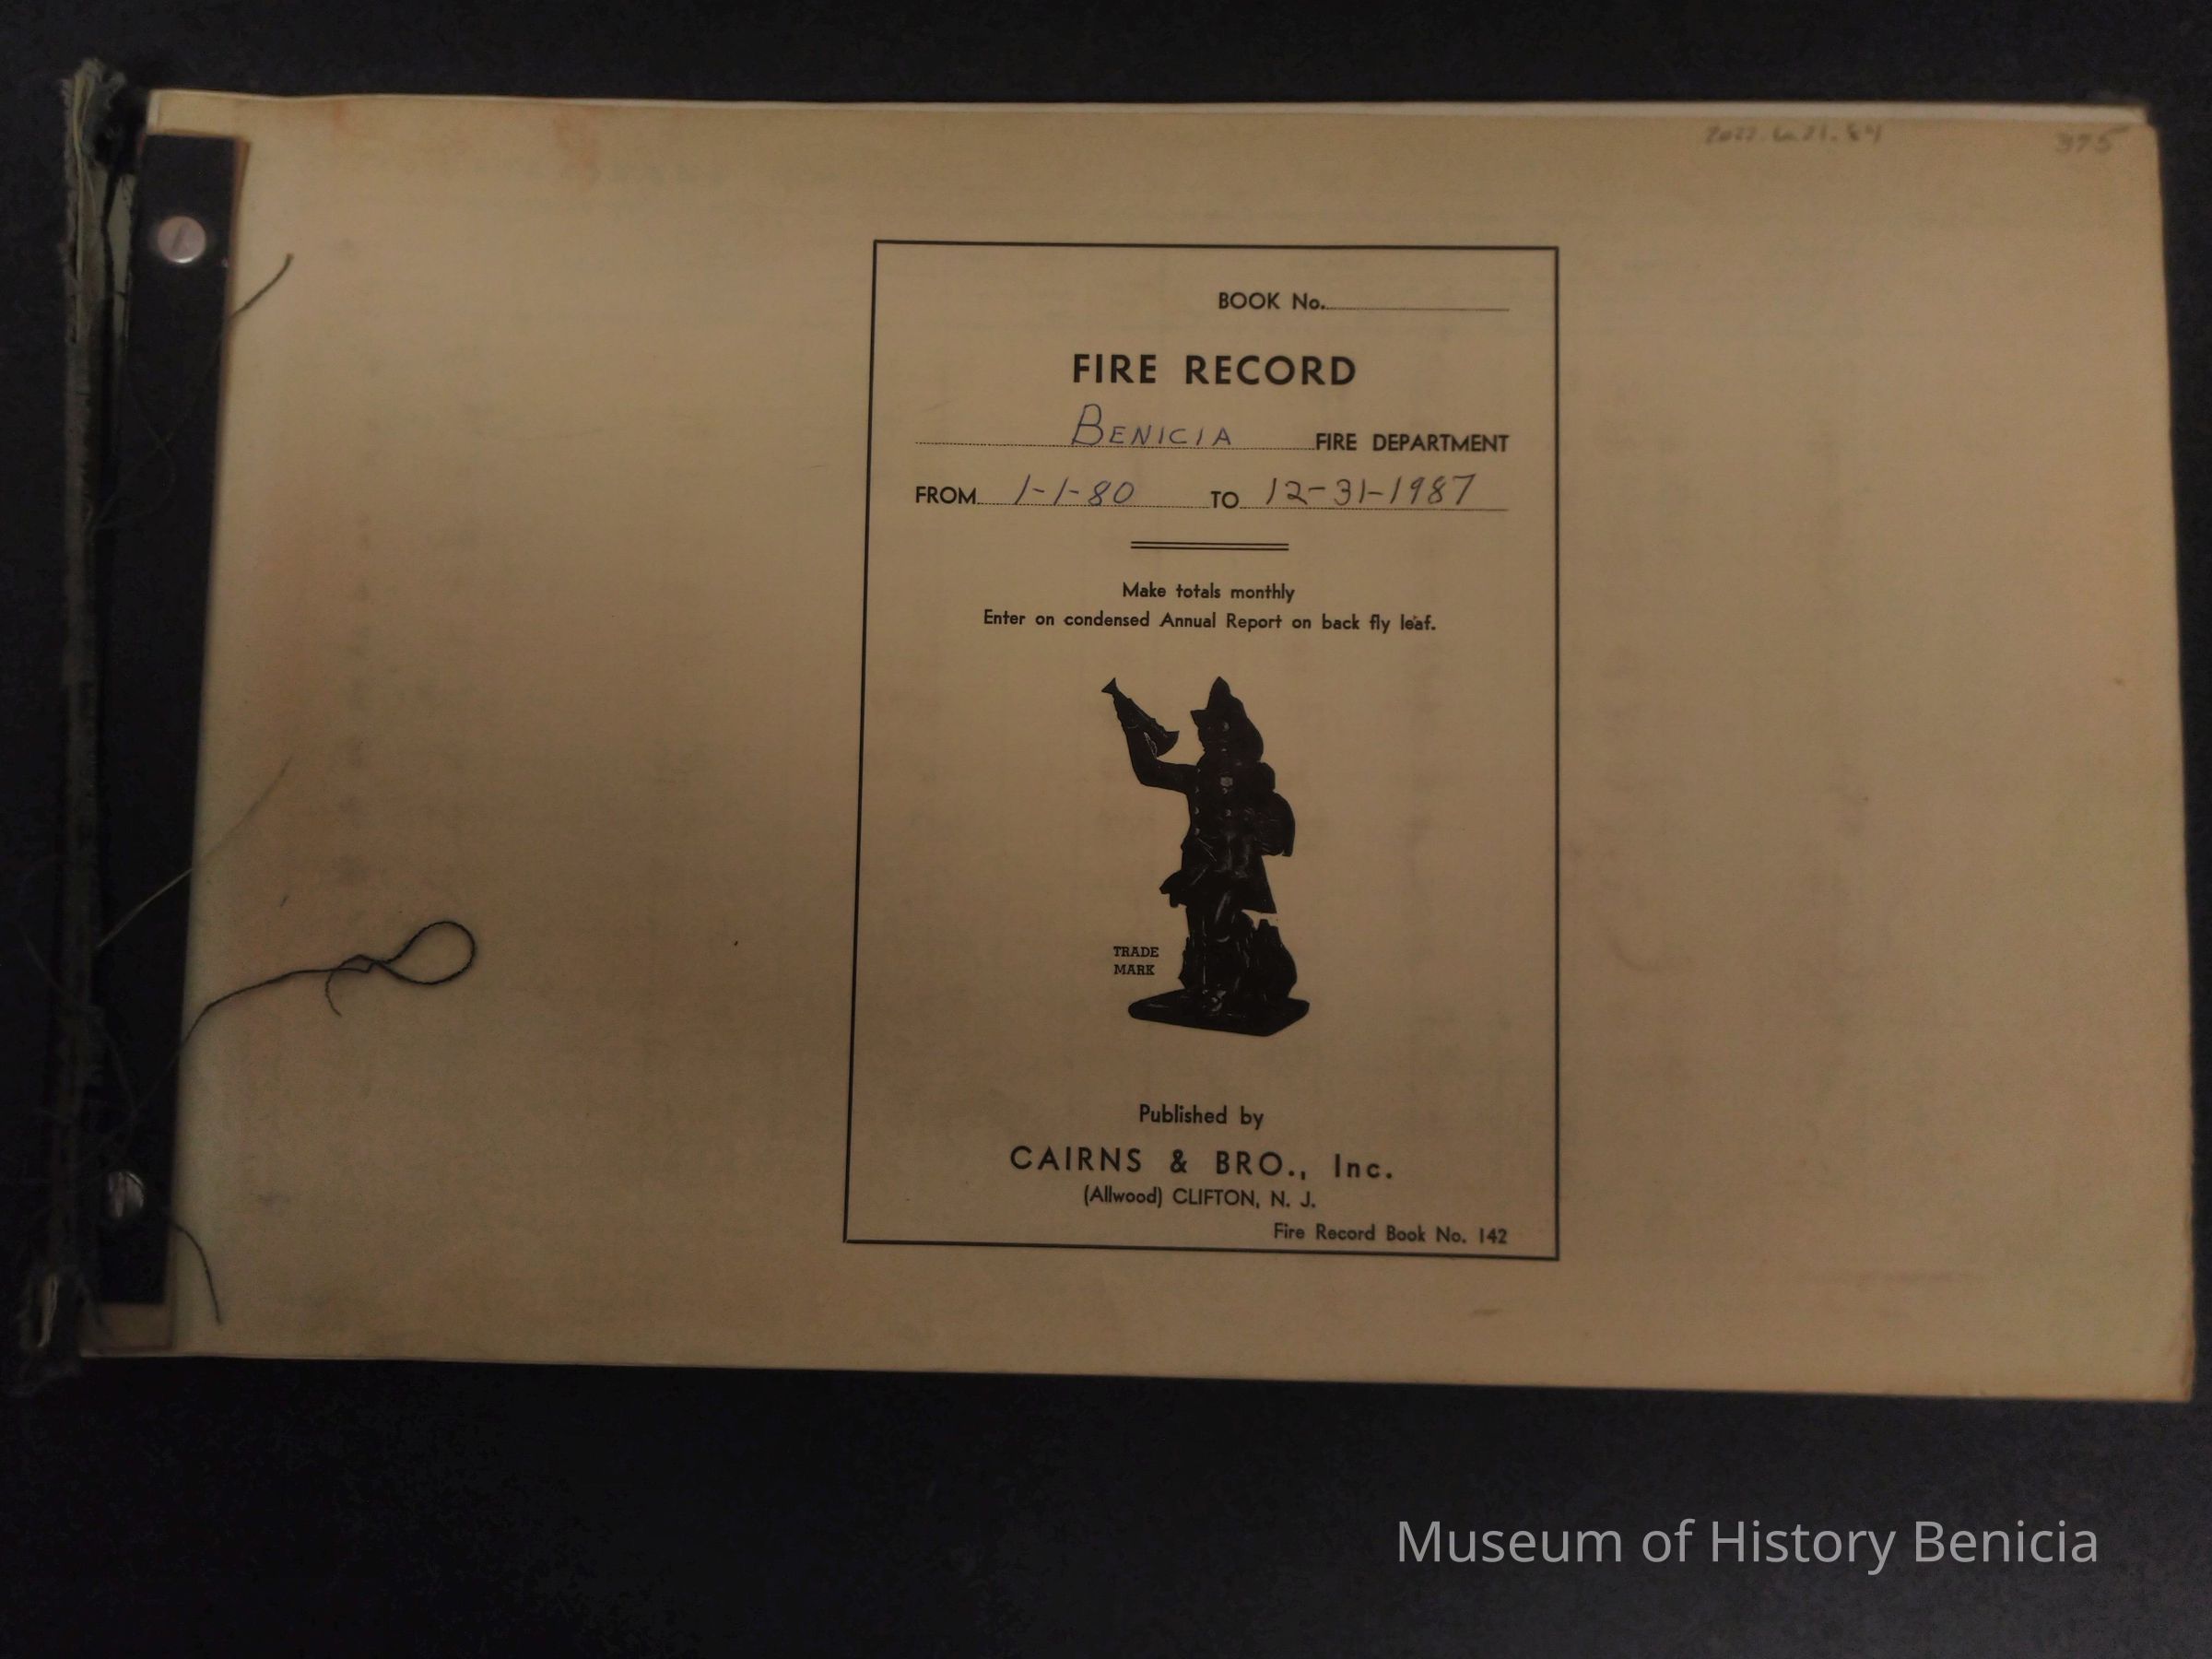 375
BOOK No.
FIRE RECORD
BENICIA FIRE DEPARTMENT
FROM 1-1-80 TO 12-31-1987
Make totals monthly
Enter on condensed Annual Report on back fly leaf.
TRADE
MARK
Published by
CAIRNS & BRO., Inc.
(Allwood) CLIFTON, N. J.
Fire Record Book No. 142
Museum of History Benicia